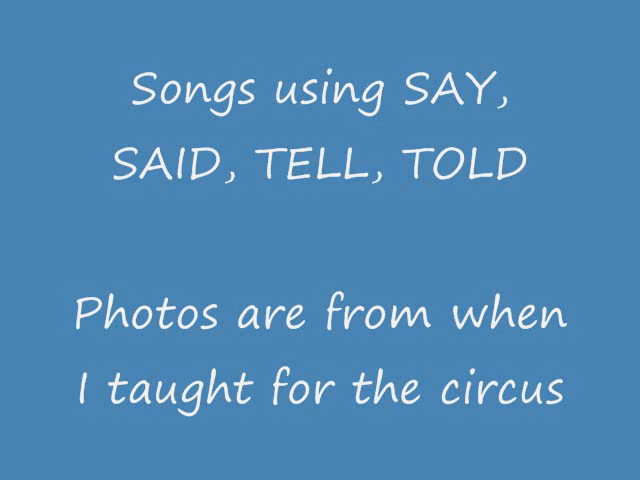 Songs using SAY,
SAID, TELL, TOLD
Photos are from when
I taught for the circus